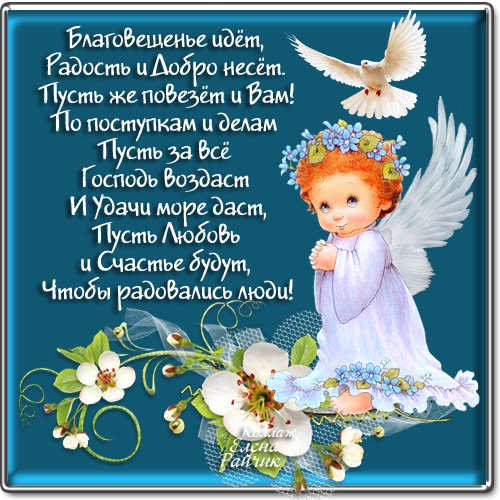 Благовещенье идёт,
Радость и Добро несёт.
Пусть же повезёт и Вам!
По поступкам и делам
Пусть за всё
Господь воздаст
И Удачи море даст,
Пусть Любовь
и Счастье будут,
Чтобы радовались люди!
Коллаж
Елена
Райчик